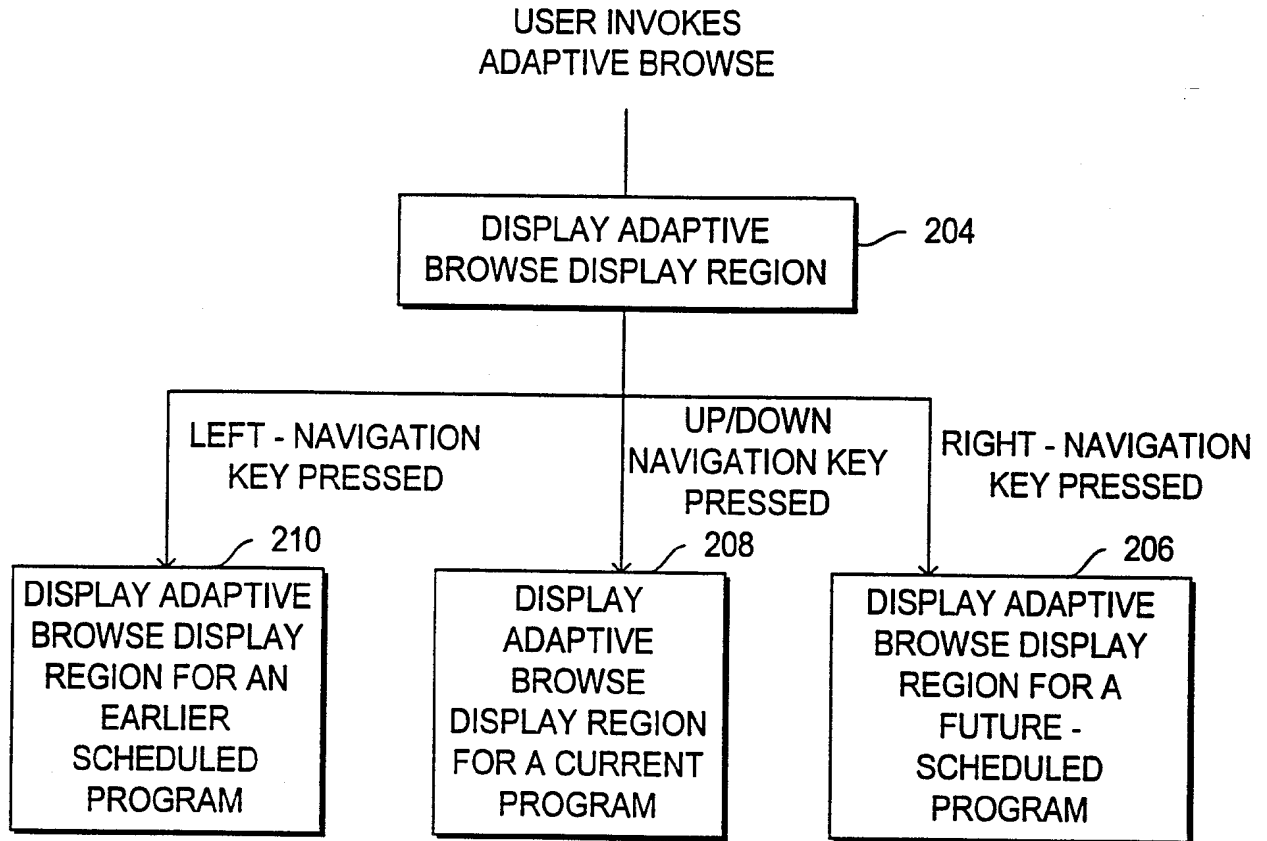 USER INVOKES
ADAPTIVE BROWSE
DISPLAY ADAPTIVE
BROWSE DISPLAY REGION
204
LEFT - NAVIGATION
KEY PRESSED
UP/DOWN
NAVIGATION KEY
PRESSED
RIGHT - NAVIGATION
KEY PRESSED
210
DISPLAY ADAPTIVE
BROWSE DISPLAY
REGION FOR AN
EARLIER
SCHEDULED
PROGRAM
208
DISPLAY
ADAPTIVE
BROWSE
DISPLAY REGION
FOR A CURRENT
PROGRAM
206
DISPLAY ADAPTIVE
BROWSE DISPLAY
REGION FOR A
FUTURE -
SCHEDULED
PROGRAM